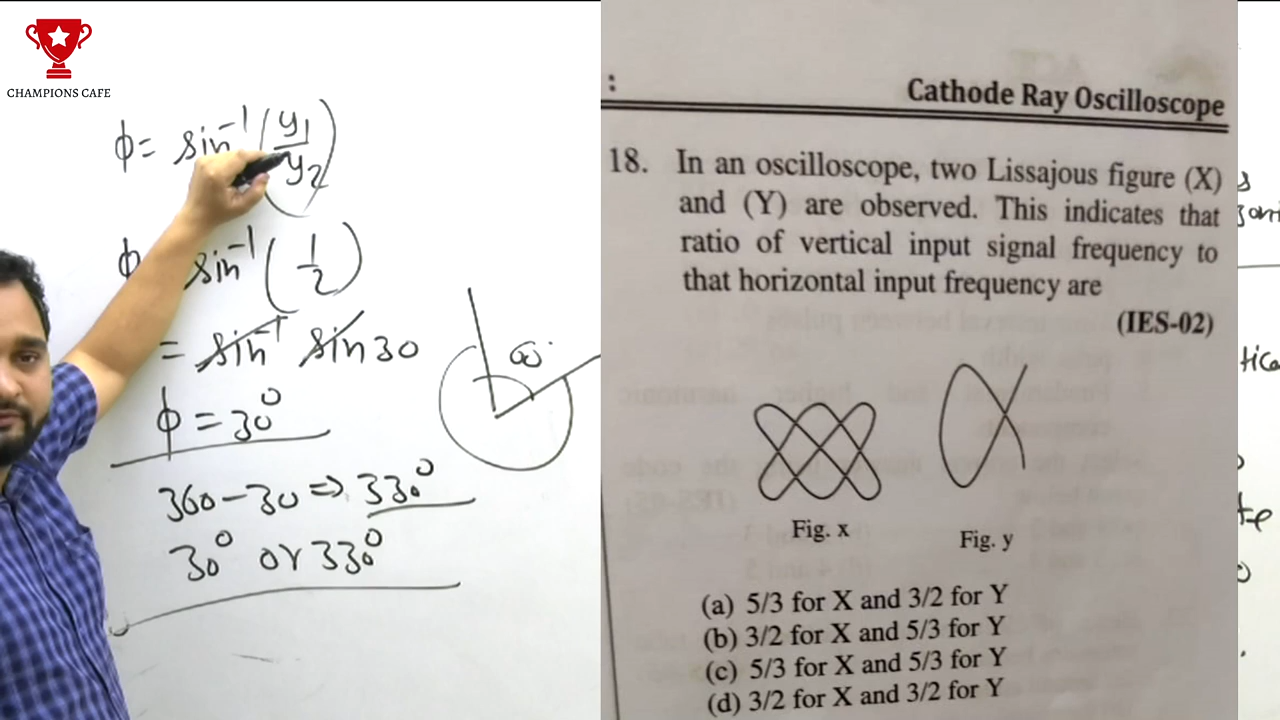 CHAMPIONS CAFE
ϕ = sin⁻¹ (y₁/y₂)
ϕ sin⁻¹ (1/2)
= sin⁻¹ sin 30
ϕ = 30°
360 - 30 ⇒ 330°
30° or 330°
60°
:
Cathode Ray Oscilloscope
18. In an oscilloscope, two Lissajous figure (X)
and (Y) are observed. This indicates that
ratio of vertical input signal frequency to
that horizontal input frequency are
(IES-02)
Fig. x
Fig. y
(a) 5/3 for X and 3/2 for Y
(b) 3/2 for X and 5/3 for Y
(c) 5/3 for X and 5/3 for Y
(d) 3/2 for X and 3/2 for Y